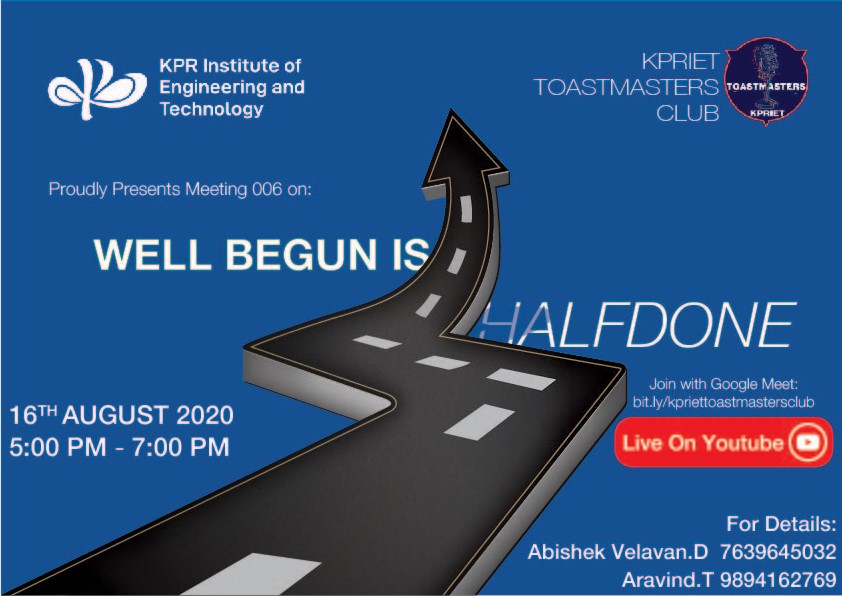 KPR Institute of
Engineering and
Technology
KPRIET
TOASTMASTERS
CLUB
TOASTMASTERS
KPRIET
Proudly Presents Meeting 006 on:
WELL BEGUN IS
HALFDONE
16TH AUGUST 2020
5:00 PM - 7:00 PM
Join with Google Meet:
bit.ly/kpriettoastmastersclub
Live On Youtube
For Details:
Abishek Velavan.D 7639645032
Aravind.T 9894162769